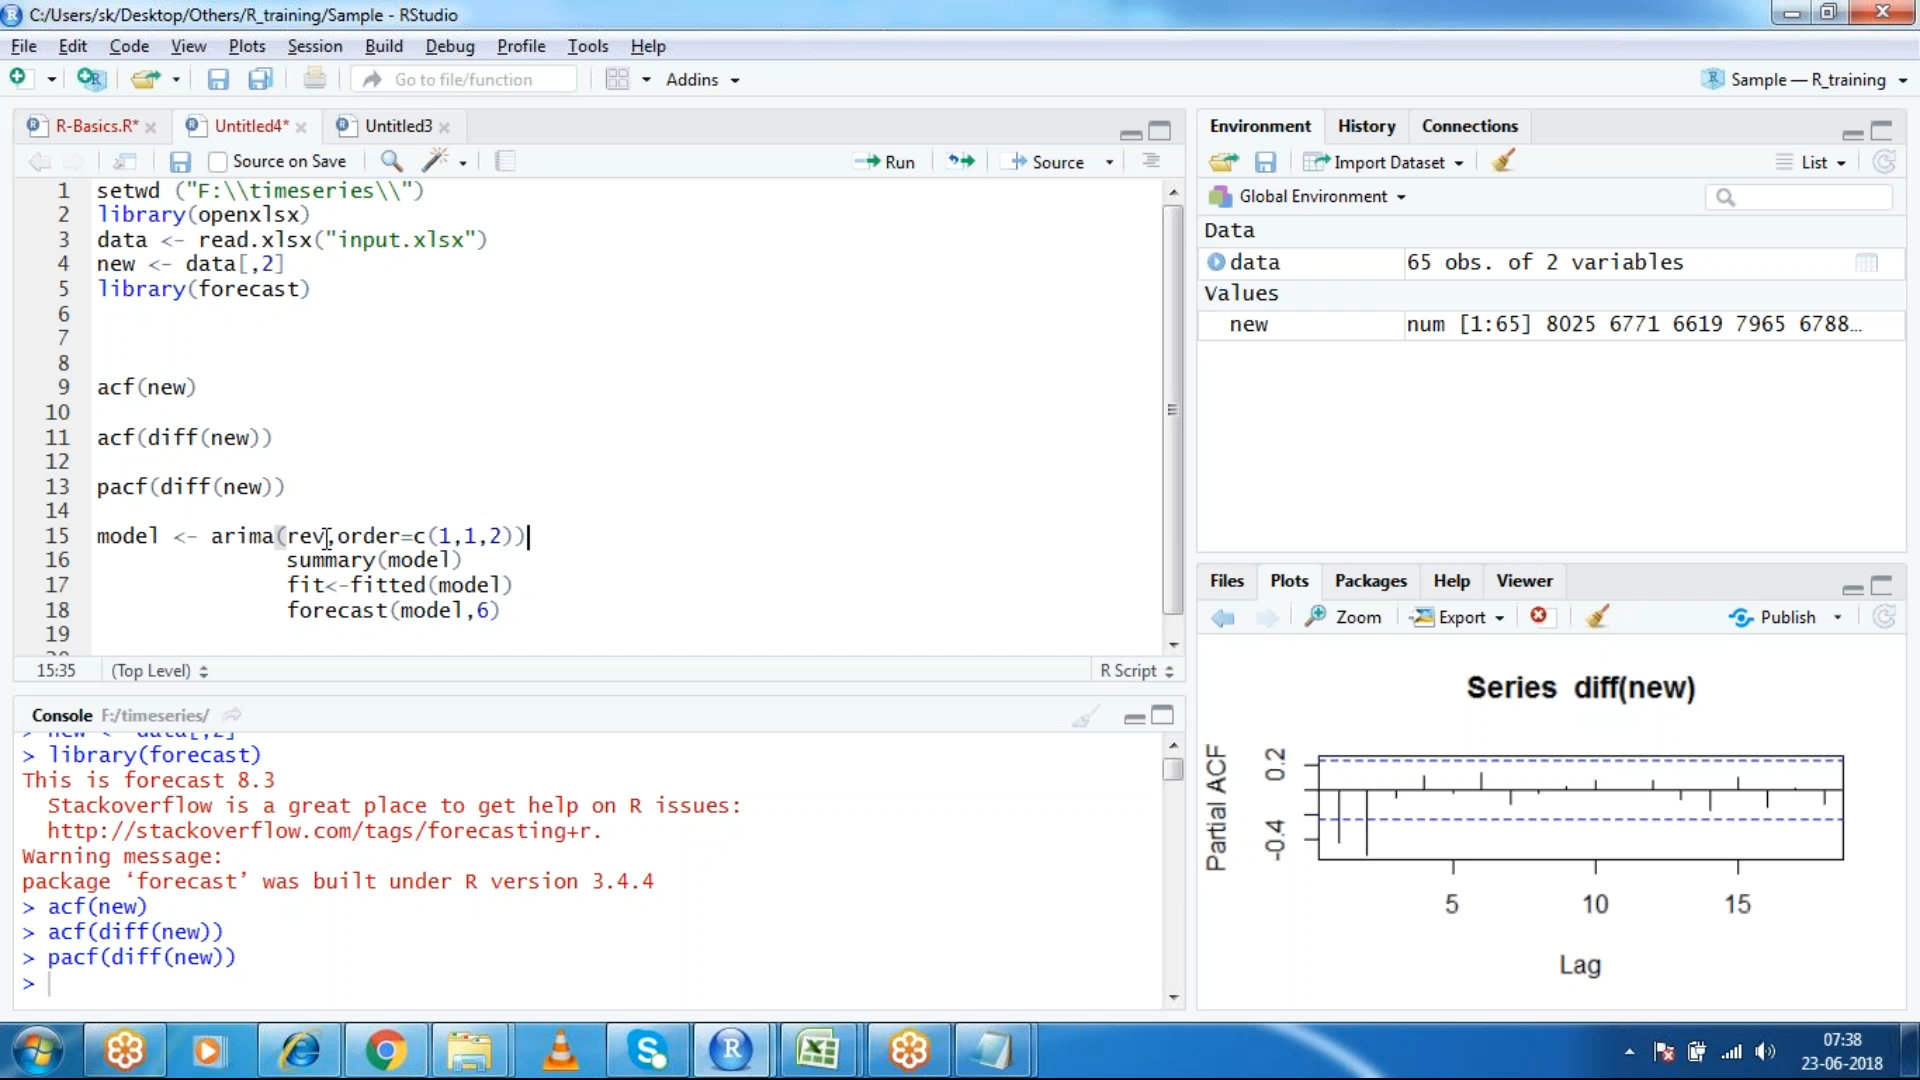 C:/Users/sk/Desktop/Others/R_training/Sample - RStudio
File Edit Code View Plots Session Build Debug Profile Tools Help
Go to file/function
Addins
Sample — R_training
R-Basics.R*
Untitled4*
Untitled3
Source on Save
Run
Source
1 setwd ("F:\\timeseries\\")
2 library(openxlsx)
3 data <- read.xlsx("input.xlsx")
4 new <- data[,2]
5 library(forecast)
6
7
8
9 acf(new)
10
11 acf(diff(new))
12
13 pacf(diff(new))
14
15 model <- arima(rev,order=c(1,1,2))
16 summary(model)
17 fit<-fitted(model)
18 forecast(model,6)
19
15:35 (Top Level) R Script
Console F:/timeseries/
> new <- data[,2]
> library(forecast)
This is forecast 8.3
Stackoverflow is a great place to get help on R issues:
http://stackoverflow.com/tags/forecasting+r.
Warning message:
package ‘forecast’ was built under R version 3.4.4
> acf(new)
> acf(diff(new))
> pacf(diff(new))
>
Environment History Connections
Import Dataset
List
Global Environment
Data
data 65 obs. of 2 variables
Values
new num [1:65] 8025 6771 6619 7965 6788…
Files Plots Packages Help Viewer
Zoom Export Publish
Series diff(new)
Partial ACF
0.2
-0.4
5 10 15
Lag
07:38
23-06-2018